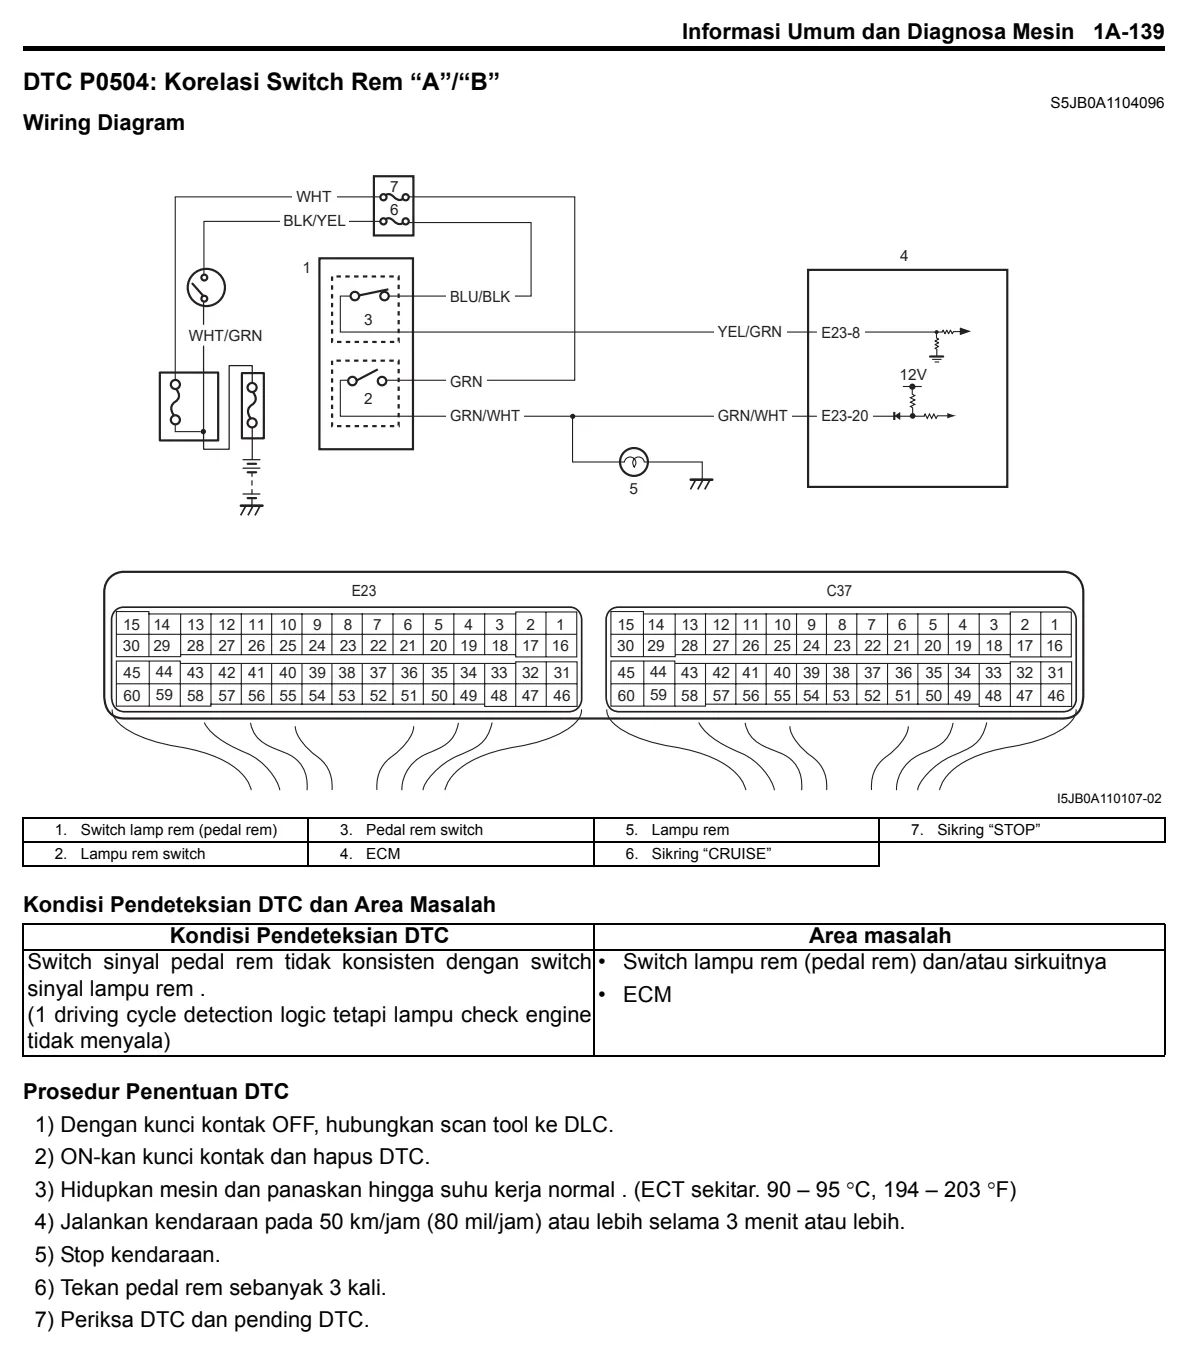 Informasi Umum dan Diagnosa Mesin 1A-139
DTC P0504: Korelasi Switch Rem “A”/“B”
S5JB0A1104096
Wiring Diagram
7
WHT
6
BLK/YEL
4
1
BLU/BLK
3
WHT/GRN
YEL/GRN
E23-8
12V
GRN
2
GRN/WHT
GRN/WHT
E23-20
5
E23
C37
15 14 13 12 11 10 9 8 7 6 5 4 3 2 1
15 14 13 12 11 10 9 8 7 6 5 4 3 2 1
30 29 28 27 26 25 24 23 22 21 20 19 18 17 16
30 29 28 27 26 25 24 23 22 21 20 19 18 17 16
45 44 43 42 41 40 39 38 37 36 35 34 33 32 31
45 44 43 42 41 40 39 38 37 36 35 34 33 32 31
60 59 58 57 56 55 54 53 52 51 50 49 48 47 46
60 59 58 57 56 55 54 53 52 51 50 49 48 47 46
I5JB0A110107-02
1. Switch lamp rem (pedal rem) 3. Pedal rem switch 5. Lampu rem 7. Sikring “STOP”
2. Lampu rem switch 4. ECM 6. Sikring “CRUISE”
Kondisi Pendeteksian DTC dan Area Masalah
Kondisi Pendeteksian DTC Area masalah
Switch sinyal pedal rem tidak konsisten dengan switch
sinyal lampu rem .
(1 driving cycle detection logic tetapi lampu check engine
tidak menyala)
• Switch lampu rem (pedal rem) dan/atau sirkuitnya
• ECM
Prosedur Penentuan DTC
1) Dengan kunci kontak OFF, hubungkan scan tool ke DLC.
2) ON-kan kunci kontak dan hapus DTC.
3) Hidupkan mesin dan panaskan hingga suhu kerja normal . (ECT sekitar. 90 – 95 °C, 194 – 203 °F)
4) Jalankan kendaraan pada 50 km/jam (80 mil/jam) atau lebih selama 3 menit atau lebih.
5) Stop kendaraan.
6) Tekan pedal rem sebanyak 3 kali.
7) Periksa DTC dan pending DTC.